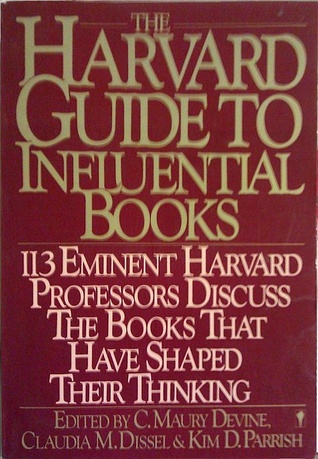 THE
HARVARD
GUIDE TO
INFLUENTIAL
BOOKS
113 EMINENT HARVARD
PROFESSORS DISCUSS
THE BOOKS THAT
HAVE SHAPED
THEIR THINKING
EDITED BY C. MAURY DEVINE,
CLAUDIA M. DISSEL & KIM D. PARRISH